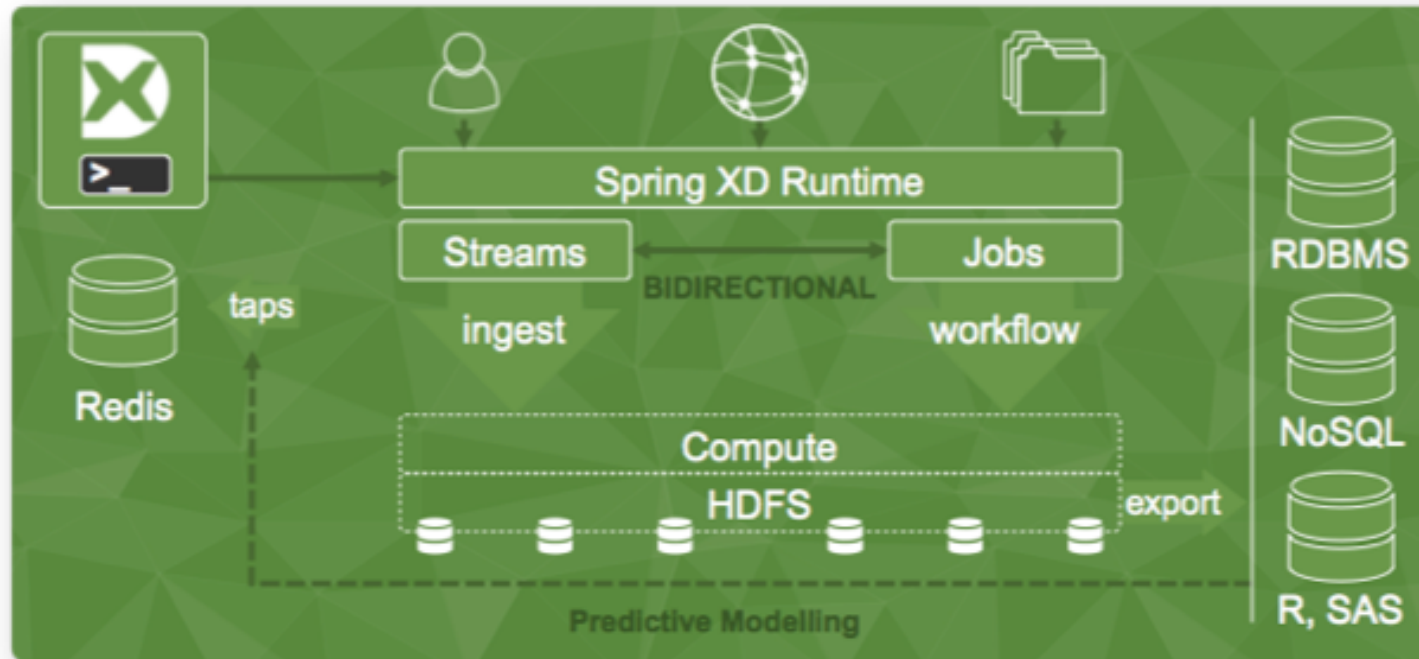 >_
Spring XD Runtime
Streams
Jobs
BIDIRECTIONAL
taps
ingest
workflow
Redis
Compute
HDFS
export
RDBMS
NoSQL
R, SAS
Predictive Modelling